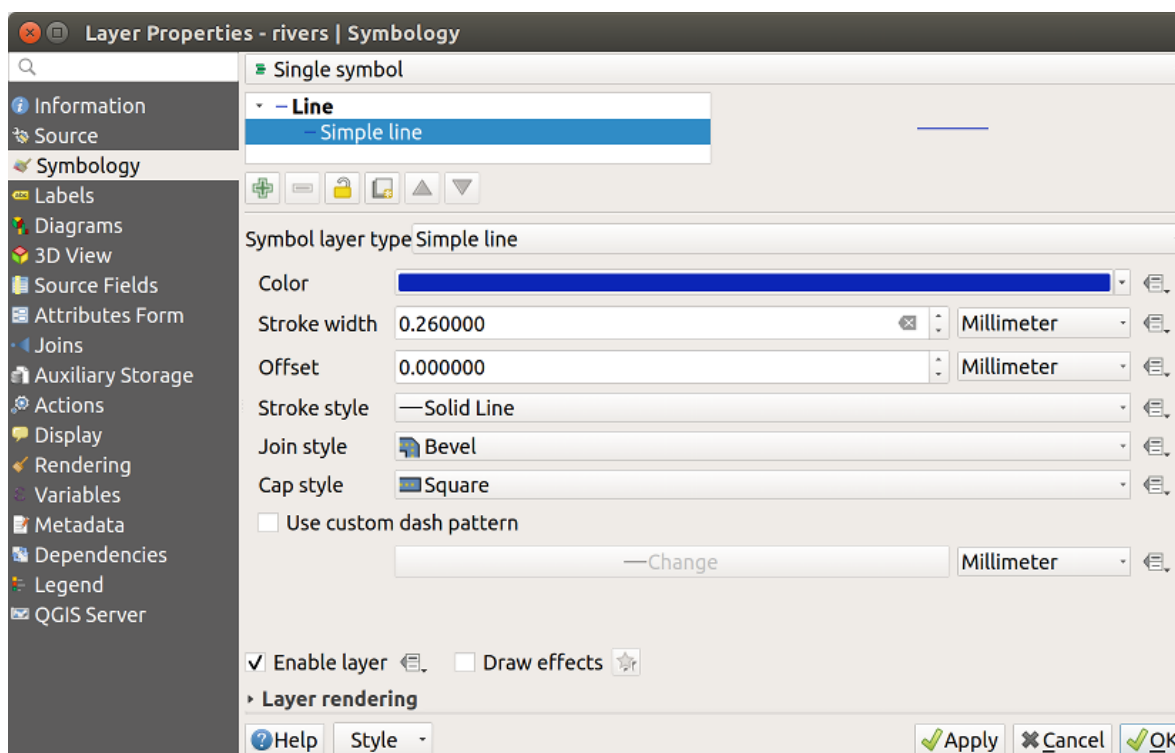 Layer Properties - rivers | Symbology
Single symbol
Information
Source
Symbology
Labels
Diagrams
3D View
Source Fields
Attributes Form
Joins
Auxiliary Storage
Actions
Display
Rendering
Variables
Metadata
Dependencies
Legend
QGIS Server
Line
Simple line
Symbol layer type Simple line
Color
Stroke width 0.260000 Millimeter
Offset 0.000000 Millimeter
Stroke style Solid Line
Join style Bevel
Cap style Square
Use custom dash pattern
Change Millimeter
Enable layer Draw effects
Layer rendering
Help Style Apply Cancel OK